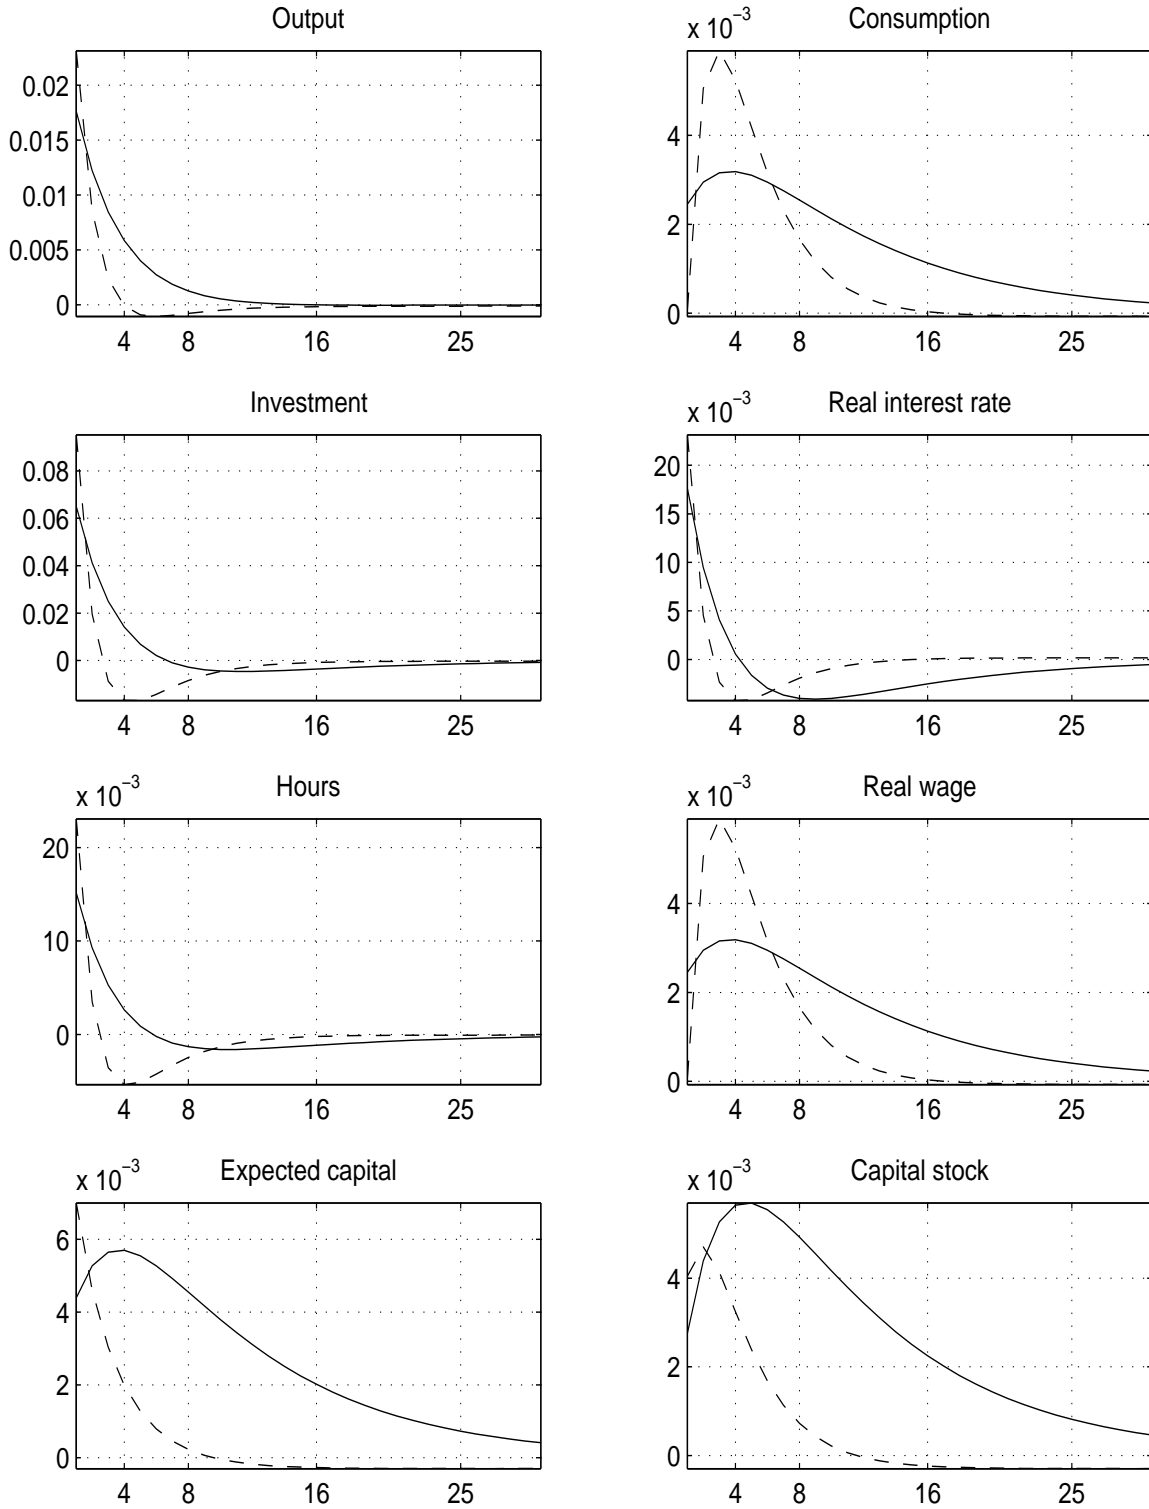 Output
0.02
0.015
0.01
0.005
0
4 8 16 25
Consumption
x 10⁻³
4
2
0
4 8 16 25
Investment
0.08
0.06
0.04
0.02
0
4 8 16 25
Real interest rate
x 10⁻³
20
15
10
5
0
4 8 16 25
Hours
x 10⁻³
20
10
0
4 8 16 25
Real wage
x 10⁻³
4
2
0
4 8 16 25
Expected capital
x 10⁻³
6
4
2
0
4 8 16 25
Capital stock
x 10⁻³
4
2
0
4 8 16 25